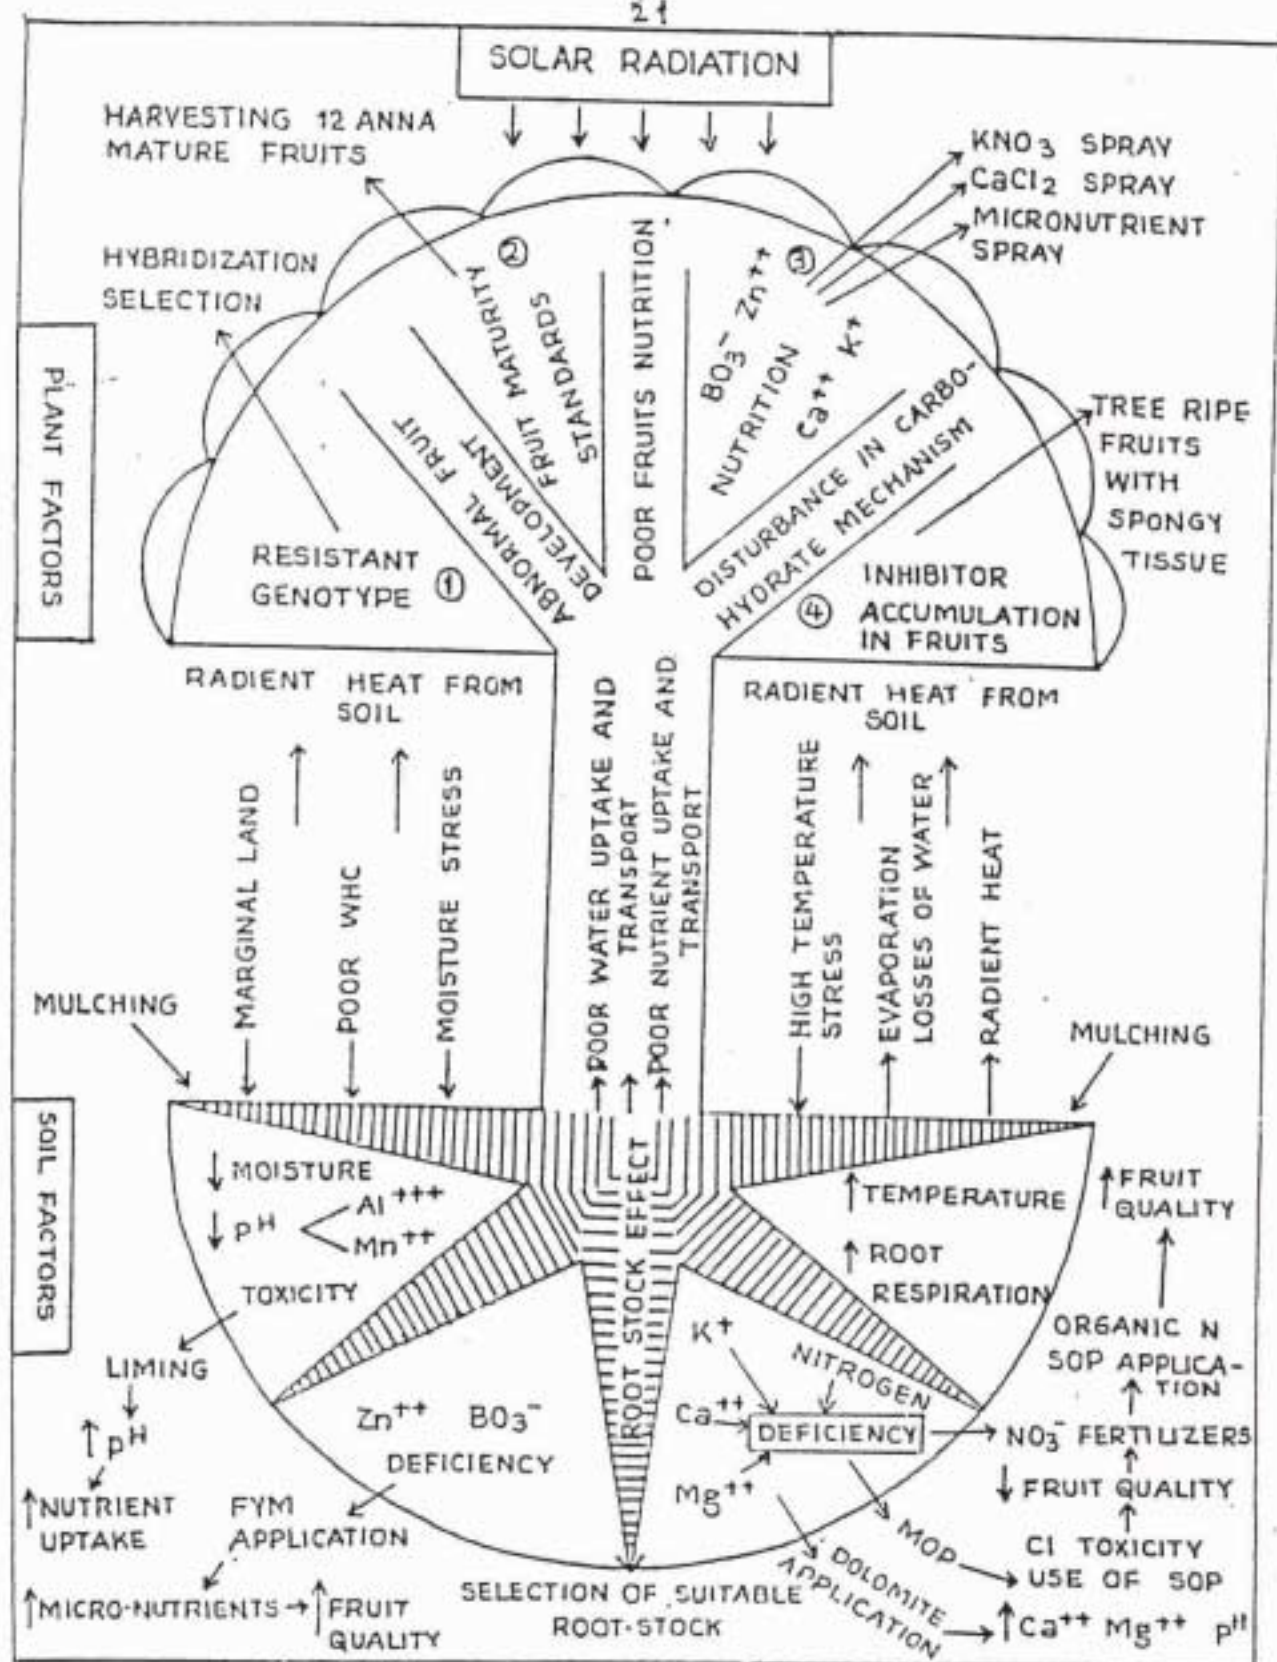 21
SOLAR RADIATION
HARVESTING 12 ANNA
MATURE FRUITS
KNO3 SPRAY
CaCl2 SPRAY
MICRONUTRIENT
SPRAY
HYBRIDIZATION
SELECTION
PLANT FACTORS
RESISTANT
GENOTYPE
①
ABNORMAL FRUIT
DEVELOPMENT
②
FRUIT MATURITY
STANDARDS
POOR FRUITS NUTRITION
③
BO3⁻ Zn⁺⁺
NUTRITION
Ca⁺⁺ K⁺
DISTURBANCE IN CARBO-
HYDRATE MECHANISM
TREE RIPE
FRUITS
WITH
SPONGY
TISSUE
④
INHIBITOR
ACCUMULATION
IN FRUITS
RADIENT HEAT FROM
SOIL
RADIENT HEAT FROM
SOIL
MARGINAL LAND
POOR WHC
MOISTURE STRESS
POOR WATER UPTAKE AND
TRANSPORT
POOR NUTRIENT UPTAKE AND
TRANSPORT
HIGH TEMPERATURE
STRESS
EVAPORATION
LOSSES OF WATER
RADIENT HEAT
MULCHING
MULCHING
SOIL FACTORS
↓ MOISTURE
↓ PH
Al⁺⁺⁺
Mn⁺⁺
TOXICITY
LIMING
↑ PH
↑ NUTRIENT
UPTAKE
Zn⁺⁺ BO3⁻
DEFICIENCY
FYM
APPLICATION
↑ MICRO-NUTRIENTS → ↑ FRUIT
QUALITY
ROOT STOCK EFFECT
SELECTION OF SUITABLE
ROOT-STOCK
↑ TEMPERATURE
↑ ROOT
RESPIRATION
K⁺
NITROGEN
Ca⁺⁺
DEFICIENCY
Mg⁺⁺
↑ FRUIT
QUALITY
ORGANIC N
SOP APPLICA-
TION
NO3⁻ FERTILIZERS
↓ FRUIT QUALITY
Cl TOXICITY
MOP → USE OF SOP
DOLOMITE
APPLICATION
→ ↑ Ca⁺⁺ Mg⁺⁺ PH